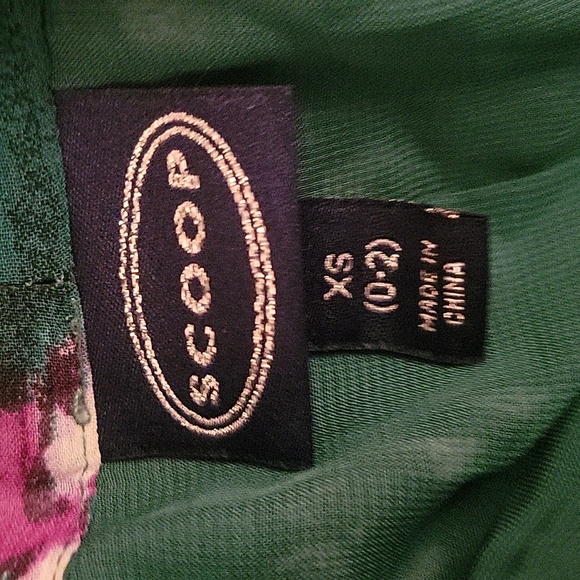 SCOOP
XS
(0-2)
MADE IN
CHINA